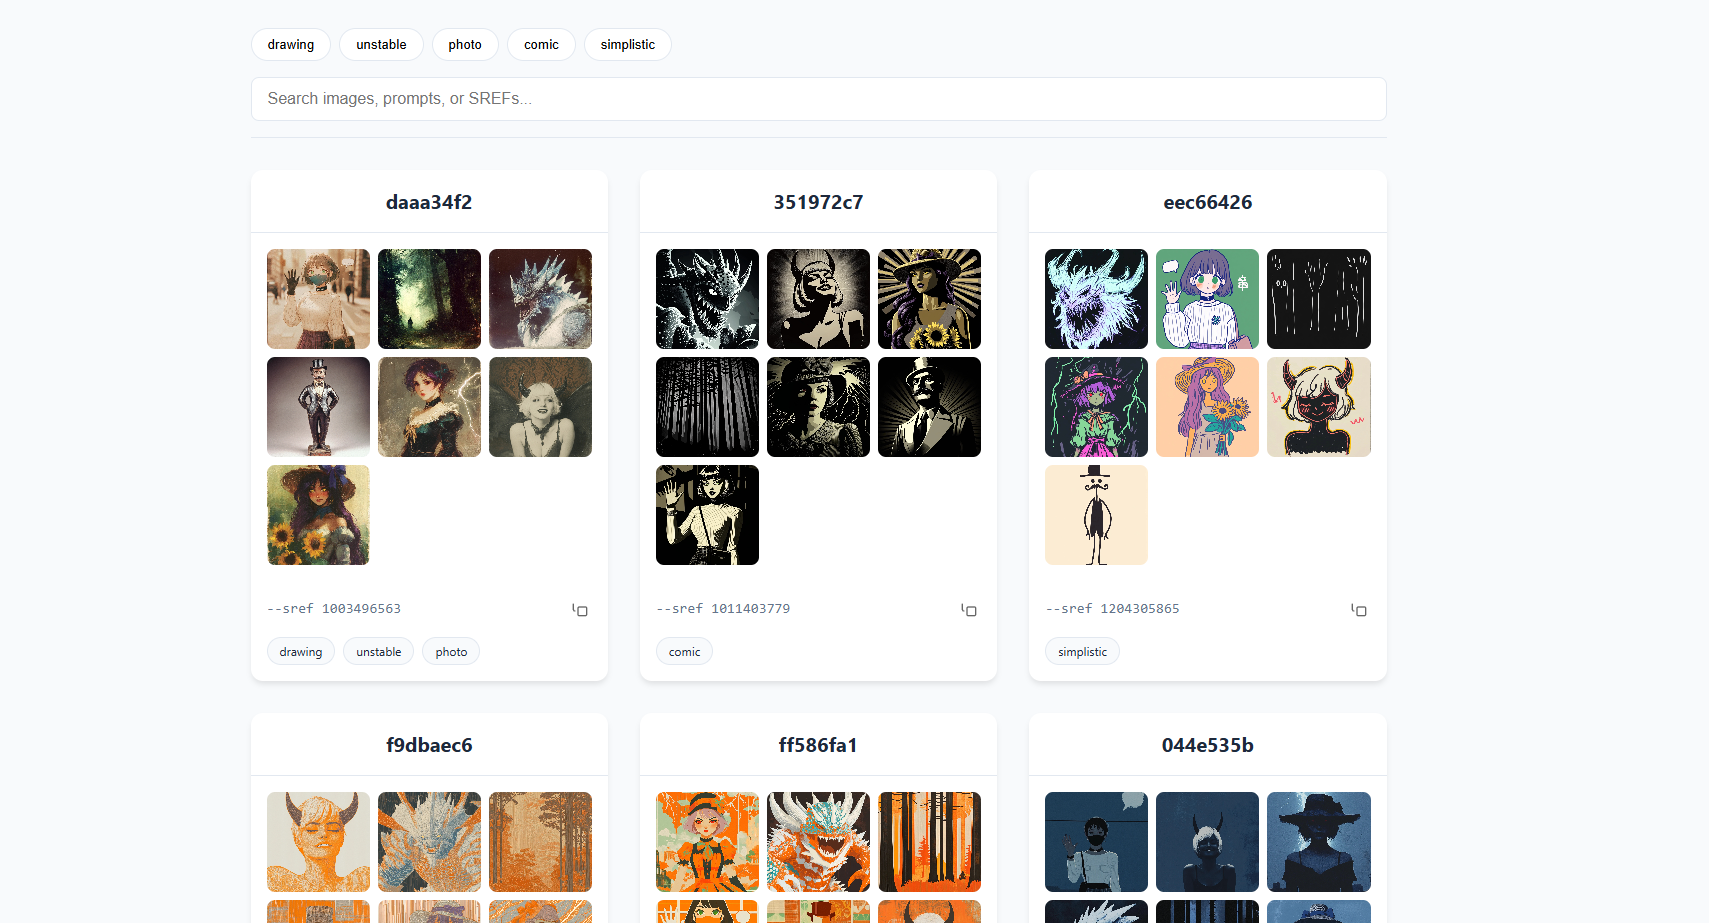 drawing unstable photo comic simplistic
Search images, prompts, or SREFs...
daaa34f2
--sref 1003496563
drawing unstable photo
351972c7
--sref 1011403779
comic
eec66426
--sref 1204305865
simplistic
f9dbaec6
ff586fa1
044e535b